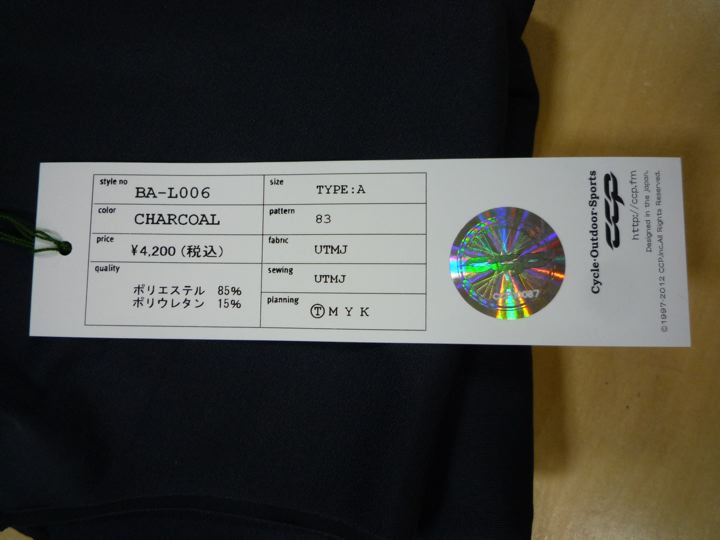 style no BA-L006
color CHARCOAL
price ¥4,200(税込)
quality
ポリエステル 85%
ポリウレタン 15%
size TYPE:A
pattern 83
fabric UTMJ
sewing UTMJ
planning Ⓣ M Y K
Cycle・Outdoor・Sports
CCP
http://ccp.fm
Designed in the japan.
©1997-2012 CCP,inc.All Rights Reserved.